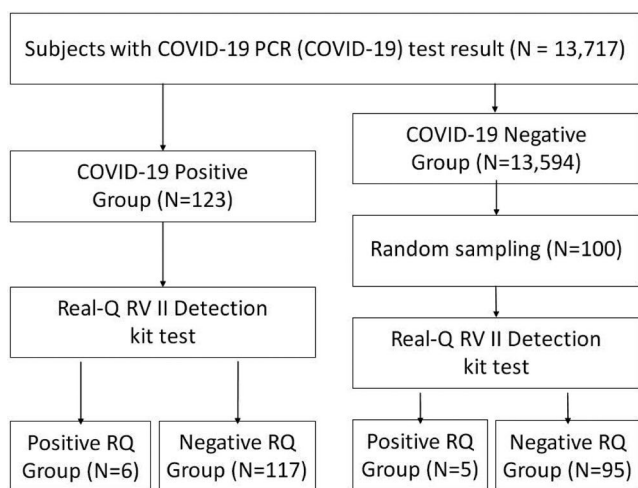 Subjects with COVID-19 PCR (COVID-19) test result (N = 13,717)
COVID-19 Positive
Group (N=123)
Real-Q RV II Detection
kit test
Positive RQ
Group (N=6)
Negative RQ
Group (N=117)
COVID-19 Negative
Group (N=13,594)
Random sampling (N=100)
Real-Q RV II Detection
kit test
Positive RQ
Group (N=5)
Negative RQ
Group (N=95)